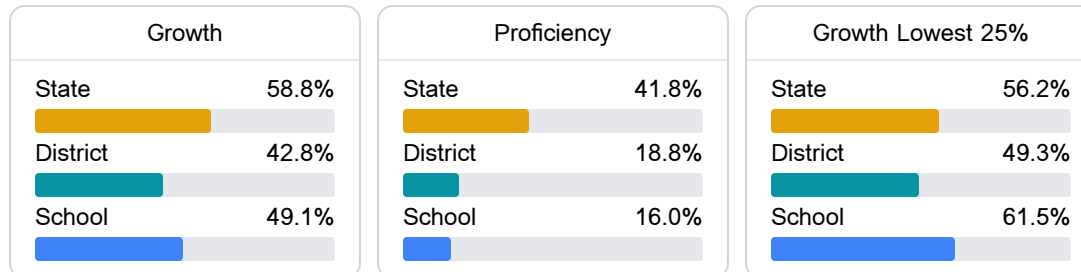 Growth
State 58.8%
District 42.8%
School 49.1%
Proficiency
State 41.8%
District 18.8%
School 16.0%
Growth Lowest 25%
State 56.2%
District 49.3%
School 61.5%